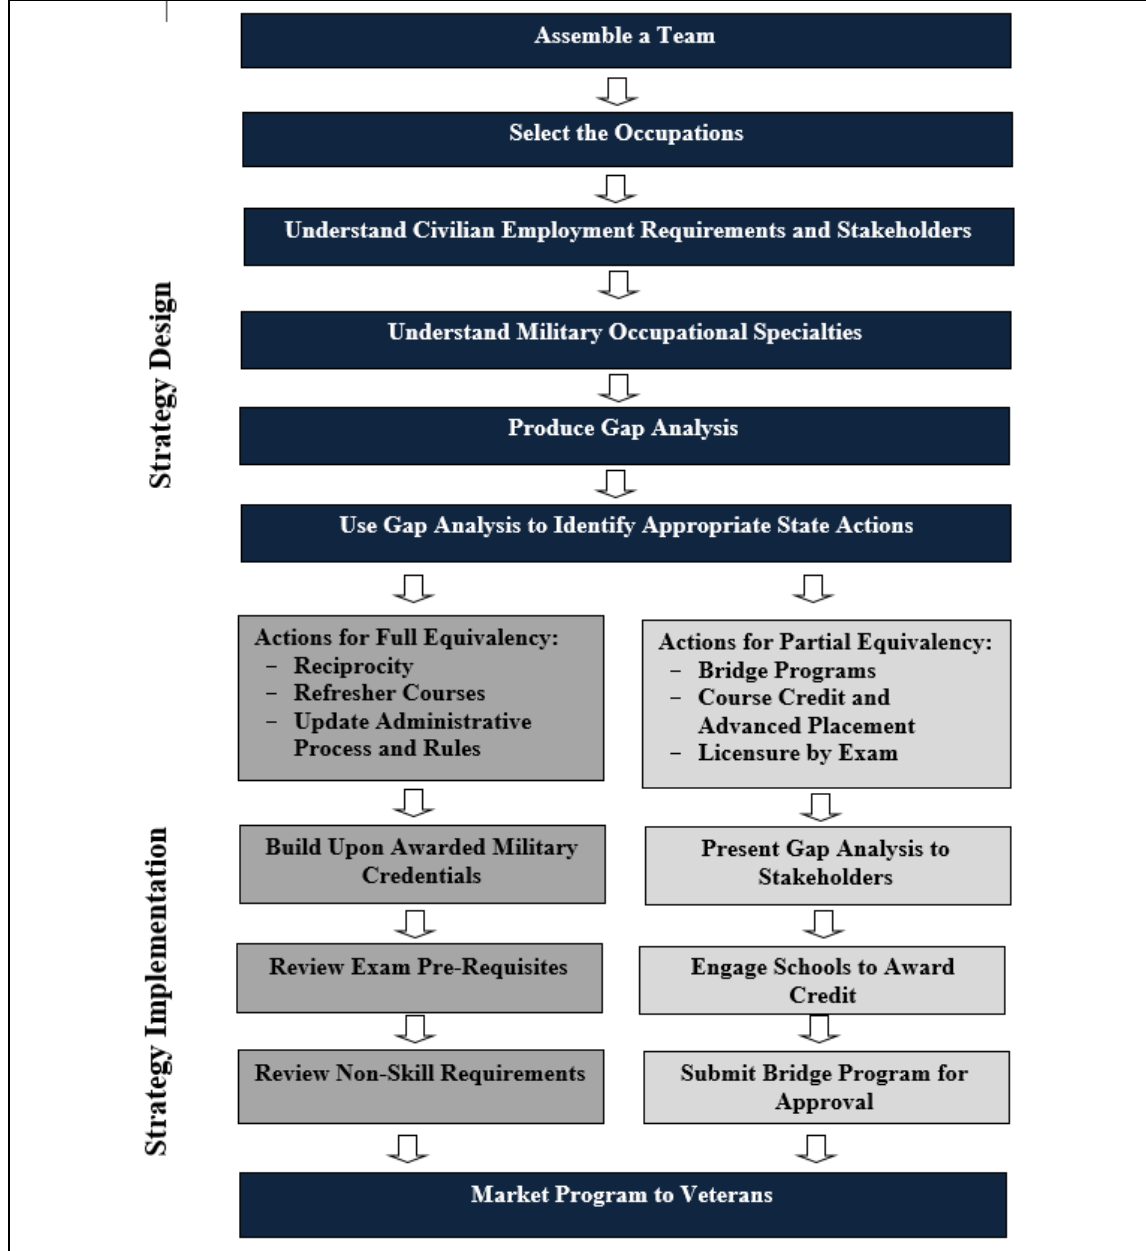 Assemble a Team
Select the Occupations
Understand Civilian Employment Requirements and Stakeholders
Understand Military Occupational Specialties
Produce Gap Analysis
Use Gap Analysis to Identify Appropriate State Actions
Strategy Design
Actions for Full Equivalency:
– Reciprocity
– Refresher Courses
– Update Administrative
Process and Rules
Build Upon Awarded Military
Credentials
Review Exam Pre-Requisites
Review Non-Skill Requirements
Actions for Partial Equivalency:
– Bridge Programs
– Course Credit and
Advanced Placement
– Licensure by Exam
Present Gap Analysis to
Stakeholders
Engage Schools to Award
Credit
Submit Bridge Program for
Approval
Strategy Implementation
Market Program to Veterans